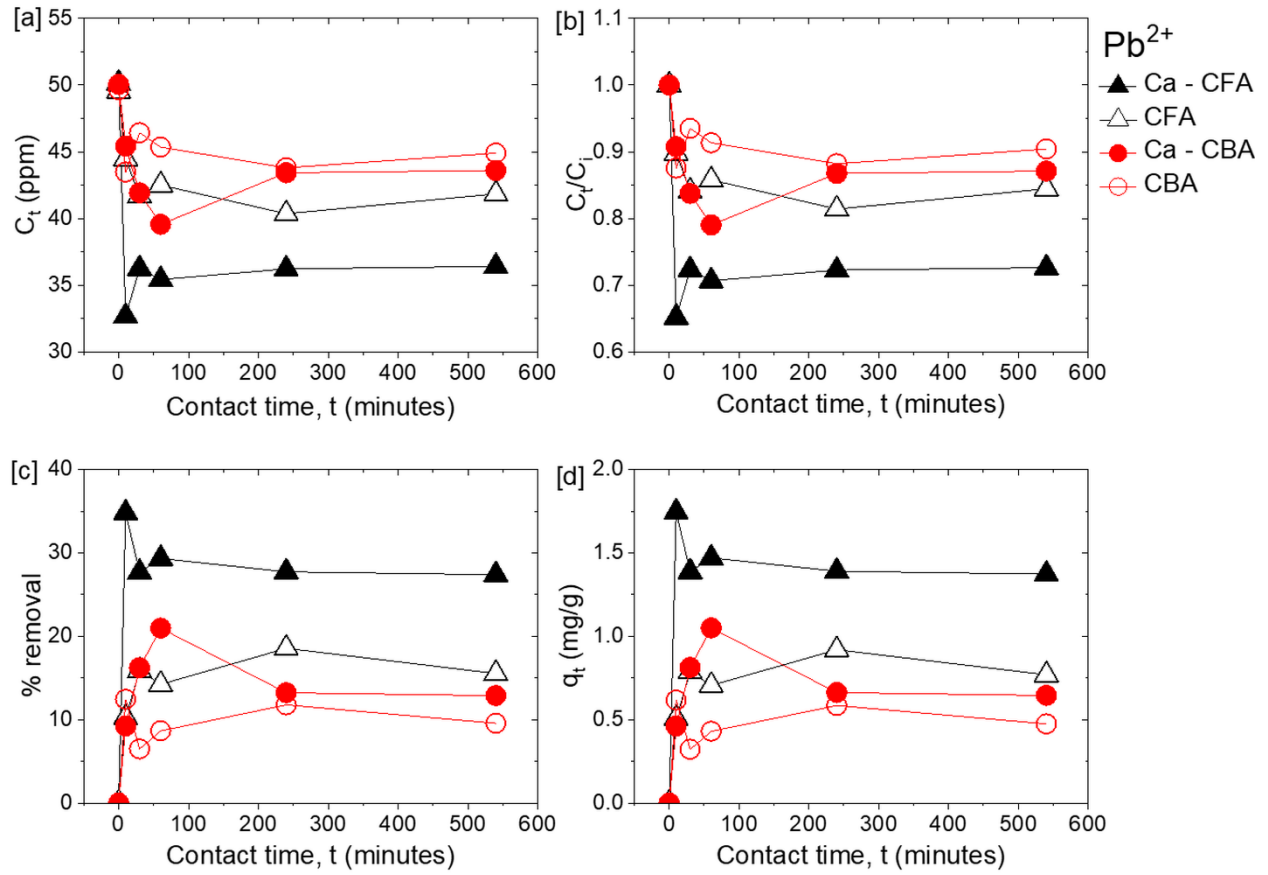 [a]
55
50
45
40
35
30
Cₜ (ppm)
0 100 200 300 400 500 600
Contact time, t (minutes)
[b]
1.1
1.0
0.9
0.8
0.7
0.6
Cₜ/Cᵢ
0 100 200 300 400 500 600
Contact time, t (minutes)
Pb²⁺
Ca - CFA
CFA
Ca - CBA
CBA
[c]
40
30
20
10
0
% removal
0 100 200 300 400 500 600
Contact time, t (minutes)
[d]
2.0
1.5
1.0
0.5
0.0
qₜ (mg/g)
0 100 200 300 400 500 600
Contact time, t (minutes)